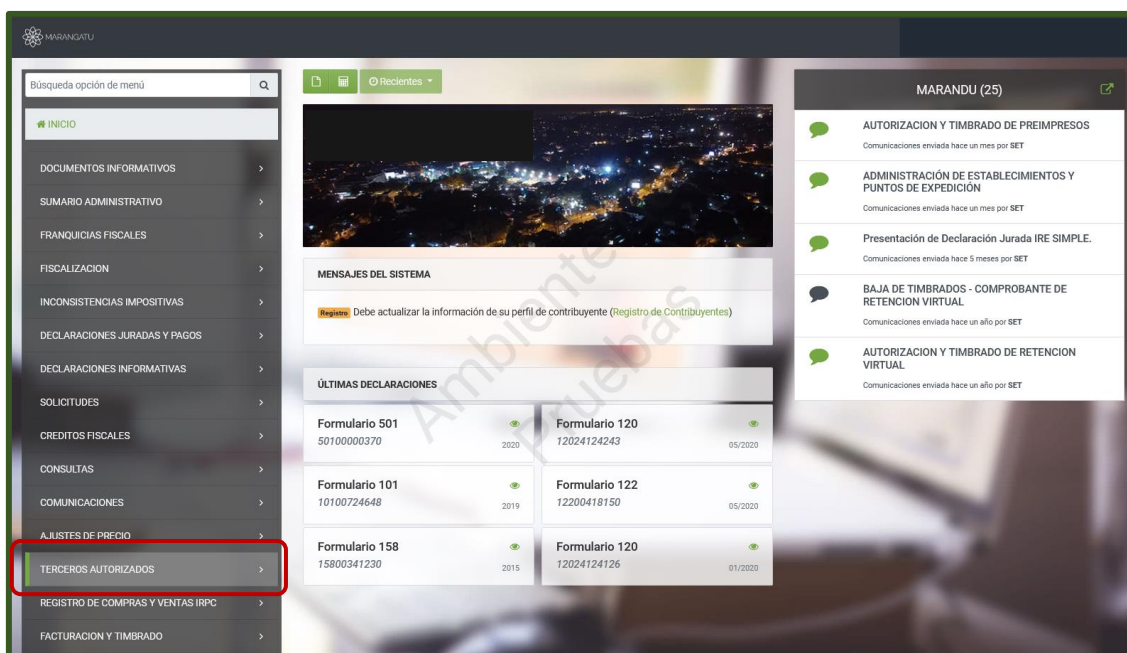 MARANGATU
Búsqueda opción de menú
INICIO
DOCUMENTOS INFORMATIVOS
SUMARIO ADMINISTRATIVO
FRANQUICIAS FISCALES
FISCALIZACION
INCONSISTENCIAS IMPOSITIVAS
DECLARACIONES JURADAS Y PAGOS
DECLARACIONES INFORMATIVAS
SOLICITUDES
CREDITOS FISCALES
CONSULTAS
COMUNICACIONES
AJUSTES DE PRECIO
TERCEROS AUTORIZADOS
REGISTRO DE COMPRAS Y VENTAS IRPC
FACTURACION Y TIMBRADO
Recientes
MENSAJES DEL SISTEMA
Registro Debe actualizar la información de su perfil de contribuyente (Registro de Contribuyentes)
ÚLTIMAS DECLARACIONES
Formulario 501
50100000370 2020
Formulario 120
12024124243 05/2020
Formulario 101
10100724648 2019
Formulario 122
12200418150 05/2020
Formulario 158
15800341230 2015
Formulario 120
12024124126 01/2020
Ambiente
Pruebas
MARANDU (25)
AUTORIZACION Y TIMBRADO DE PREIMPRESOS
Comunicaciones enviada hace un mes por SET
ADMINISTRACIÓN DE ESTABLECIMIENTOS Y
PUNTOS DE EXPEDICIÓN
Comunicaciones enviada hace un mes por SET
Presentación de Declaración Jurada IRE SIMPLE.
Comunicaciones enviada hace 5 meses por SET
BAJA DE TIMBRADOS - COMPROBANTE DE
RETENCION VIRTUAL
Comunicaciones enviada hace un año por SET
AUTORIZACION Y TIMBRADO DE RETENCION
VIRTUAL
Comunicaciones enviada hace un año por SET